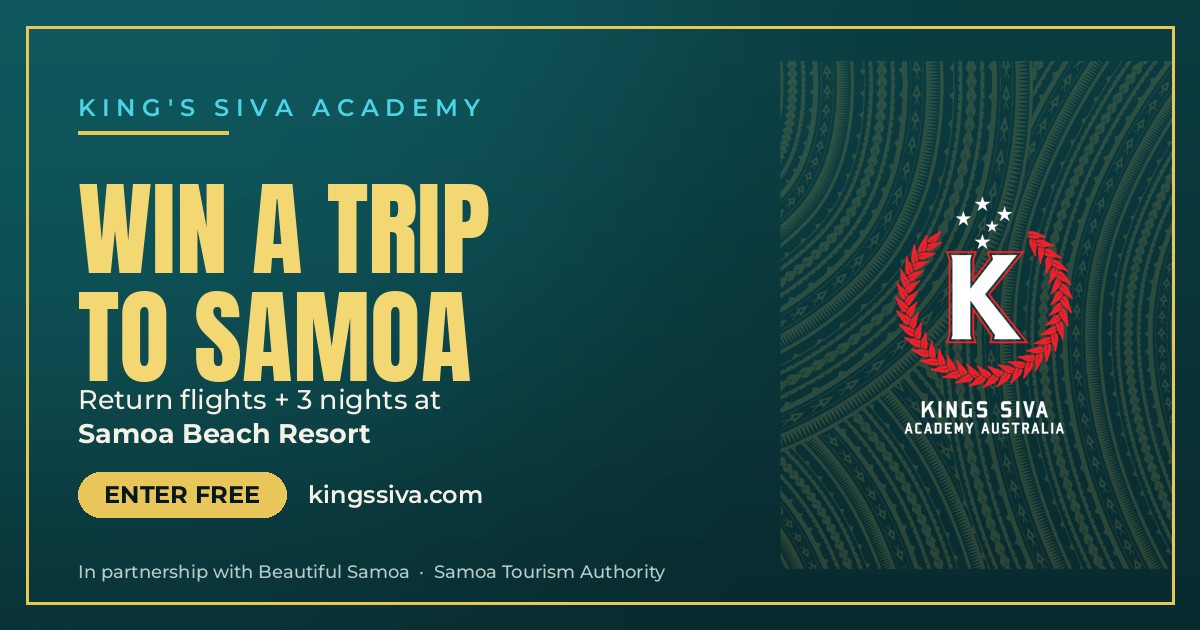 KING'S SIVA ACADEMY
WIN A TRIP
TO SAMOA
Return flights + 3 nights at
Samoa Beach Resort
ENTER FREE
kingssiva.com
In partnership with Beautiful Samoa · Samoa Tourism Authority
K
KINGS SIVA
ACADEMY AUSTRALIA